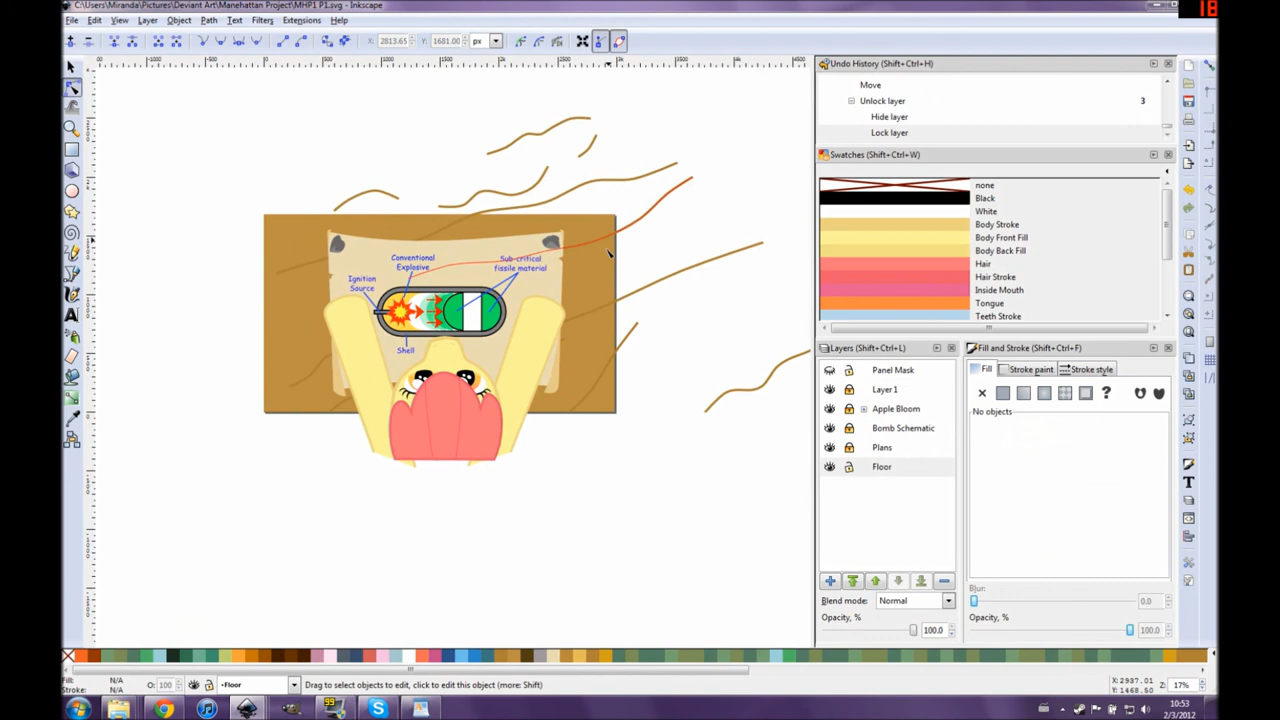 18
C:\Users\Miranda\Pictures\Deviant Art\Manehattan Project\MHP1 P1.svg - Inkscape
File Edit View Layer Object Path Text Filters Extensions Help
X: 2813.65 Y: 1681.00 px
Undo History (Shift+Ctrl+H)
Move
Unlock layer 3
Hide layer
Lock layer
Swatches (Shift+Ctrl+W)
none
Black
White
Body Stroke
Body Front Fill
Body Back Fill
Hair
Hair Stroke
Inside Mouth
Tongue
Teeth Stroke
Conventional
Explosive
Sub-critical
fissile material
Ignition
Source
Shell
Layers (Shift+Ctrl+L)
Panel Mask
Layer 1
Apple Bloom
Bomb Schematic
Plans
Floor
Blend mode: Normal
Opacity, %
100.0
Fill and Stroke (Shift+Ctrl+F)
Fill Stroke paint Stroke style
?
No objects
Blur:
0.0
Opacity, %
100.0
Fill: N/A
Stroke: N/A
O: 100
Floor
Drag to select objects to edit, click to edit this object (more: Shift)
X: 2937.01
Y: 1468.50
Z: 17%
99
10:53
2/3/2012